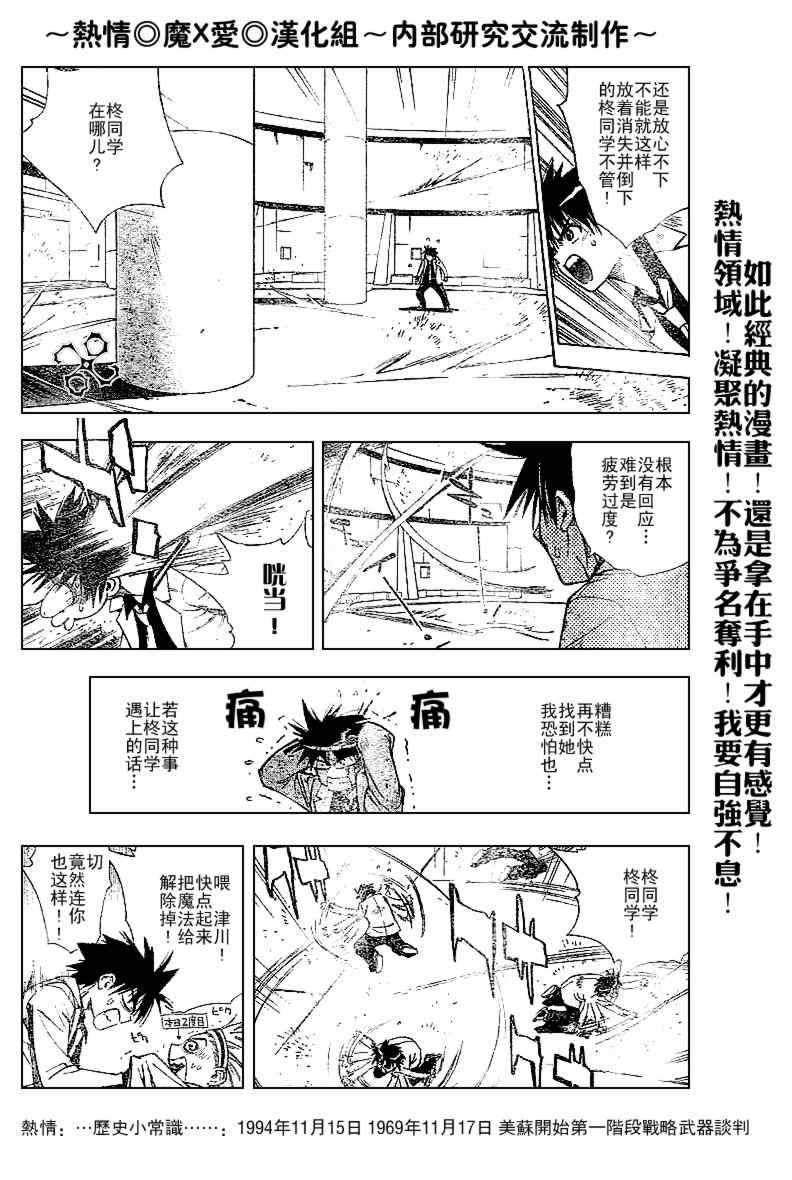 ～熱情◎魔X愛◎漢化組～内部研究交流制作～
还是放心不下
不能就这样
放着消失并倒下
的柊同学不管！
柊同学
在哪儿？
根本
没有回应…
难到是
疲劳过度？
咣当！
糟糕
再不快点
找到她
我恐怕也…
痛
痛
若这种事
让柊同学
遇上的话…
柊同学
柊同学！
喂 津川！
快点起来
把魔法给
解除掉！
切
竟然连你
也这样！！
本日2度目
如此經典的漫畫！還是拿在手中才更有感覺！
熱情領域！凝聚熱情！不為爭名奪利！我要自強不息！
熱情：…歷史小常識……：1994年11月15日 1969年11月17日 美蘇開始第一階段戰略武器談判